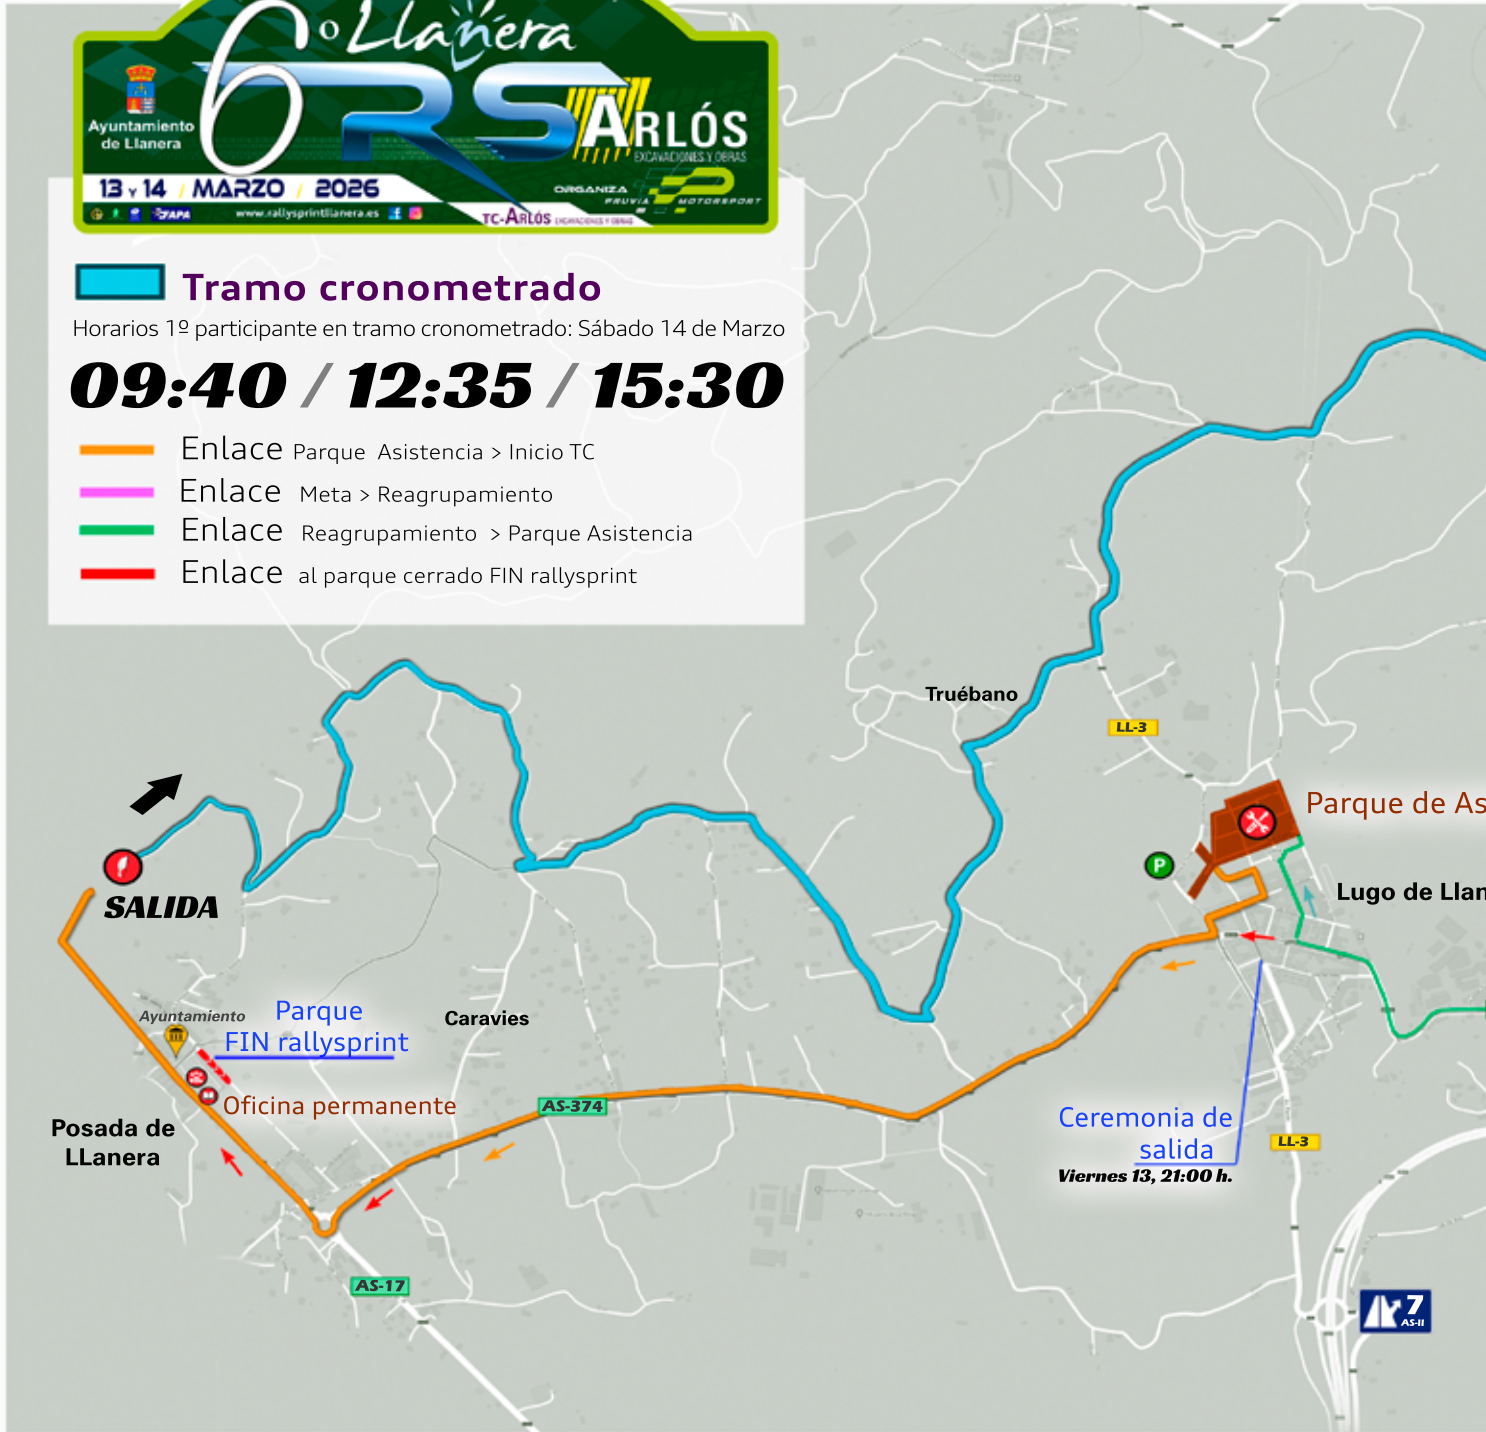 6º Llanera
RS
ARLÓS
EXCAVACIONES Y OBRAS
Ayuntamiento
de Llanera
13 Y 14 / MARZO / 2026
ORGANIZA
PRUVIA MOTORSPORT
FAPA
www.rallysprintllanera.es
TC-ARLÓS EXCAVACIONES Y OBRAS
Tramo cronometrado
Horarios 1º participante en tramo cronometrado: Sábado 14 de Marzo
09:40 / 12:35 / 15:30
Enlace Parque Asistencia > Inicio TC
Enlace Meta > Reagrupamiento
Enlace Reagrupamiento > Parque Asistencia
Enlace al parque cerrado FIN rallysprint
Truébano
LL-3
Parque de As
P
Lugo de Llan
SALIDA
Ayuntamiento
Parque
FIN rallysprint
Caravies
Oficina permanente
AS-374
Posada de
LLanera
Ceremonia de
salida
Viernes 13, 21:00 h.
LL-3
AS-17
7
AS-II